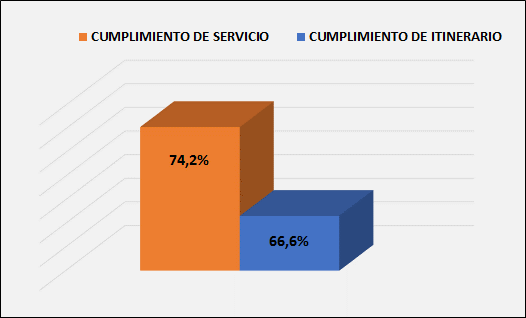 CUMPLIMIENTO DE SERVICIO CUMPLIMIENTO DE ITINERARIO
74,2%
66,6%